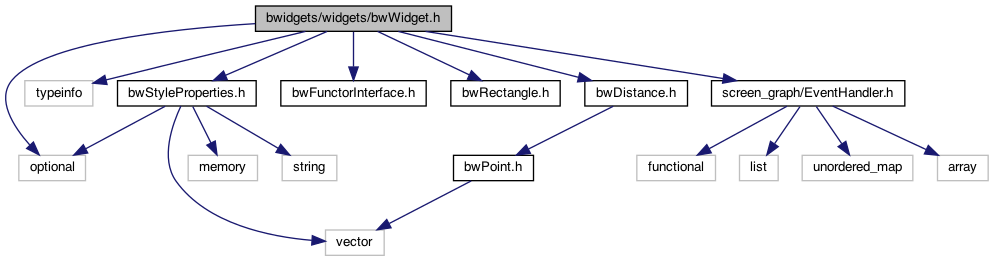 bwidgets/widgets/bwWidget.h
typeinfo
bwStyleProperties.h
bwFunctorInterface.h
bwRectangle.h
bwDistance.h
screen_graph/EventHandler.h
optional
memory
string
bwPoint.h
functional
list
unordered_map
array
vector